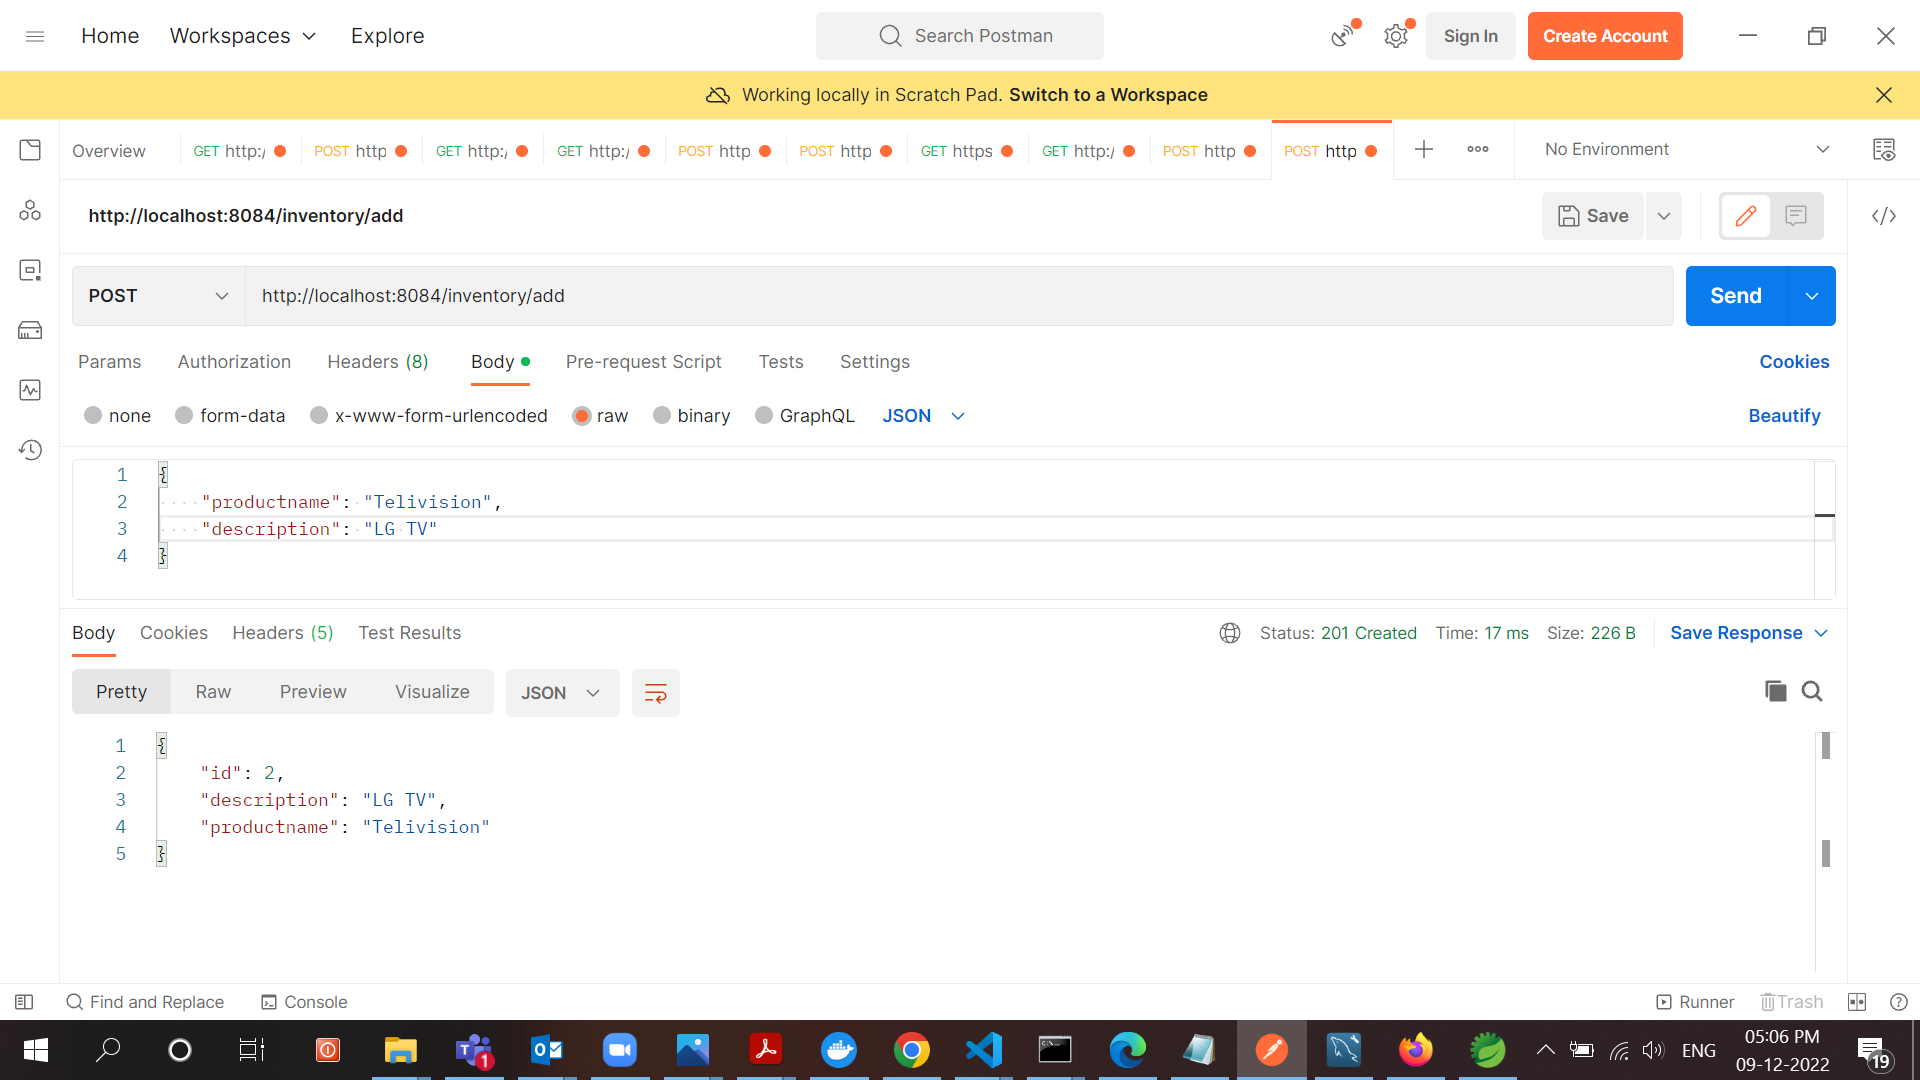 Home Workspaces Explore Search Postman Sign In Create Account
Working locally in Scratch Pad. Switch to a Workspace
Overview GET http:/ POST http GET http:/ GET http:/ POST http POST http GET https GET http:/ POST http POST http No Environment
http://localhost:8084/inventory/add Save
POST http://localhost:8084/inventory/add Send
Params Authorization Headers (8) Body Pre-request Script Tests Settings Cookies
none form-data x-www-form-urlencoded raw binary GraphQL JSON Beautify
1 {
2 "productname": "Telivision",
3 "description": "LG TV"
4 }
Body Cookies Headers (5) Test Results Status: 201 Created Time: 17 ms Size: 226 B Save Response
Pretty Raw Preview Visualize JSON
1 {
2 "id": 2,
3 "description": "LG TV",
4 "productname": "Telivision"
5 }
Find and Replace Console Runner Trash
1 ENG 05:06 PM 19
09-12-2022